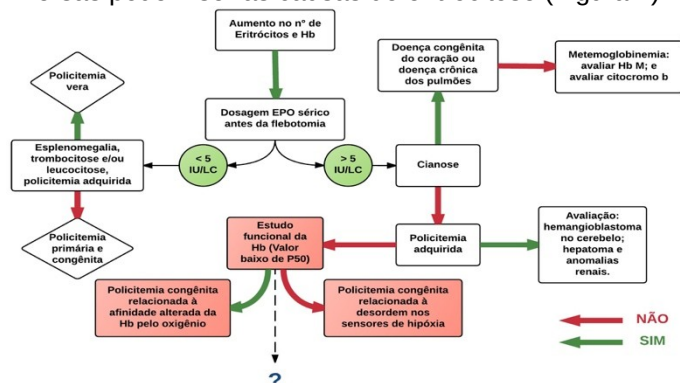 Aumento no nº de
Eritrócitos e Hb
Doença congênita
do coração ou
doença crônica
dos pulmões
Metemoglobinemia:
avaliar Hb M; e
avaliar citocromo b
Policitemia
vera
Dosagem EPO sérico
antes da flebotomia
Esplenomegalia,
trombocitose e/ou
leucocitose,
policitemia adquirida
< 5
IU/LC
> 5
IU/LC
Cianose
Policitemia
primária e
congênita
Estudo
funcional da
Hb (Valor
baixo de P50)
Policitemia
adquirida
Avaliação:
hemangioblastoma
no cerebelo;
hepatoma e
anomalias
renais.
Policitemia congênita
relacionada à
afinidade alterada da
Hb pelo oxigênio
Policitemia congênita
relacionada à
desordem nos
sensores de hipóxia
NÃO
SIM
?